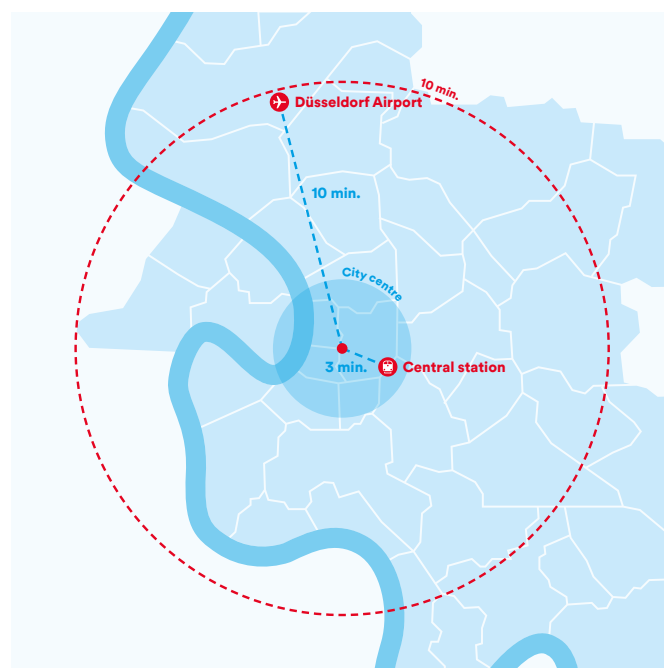 10 min.
Düsseldorf Airport
10 min.
City centre
3 min.
Central station